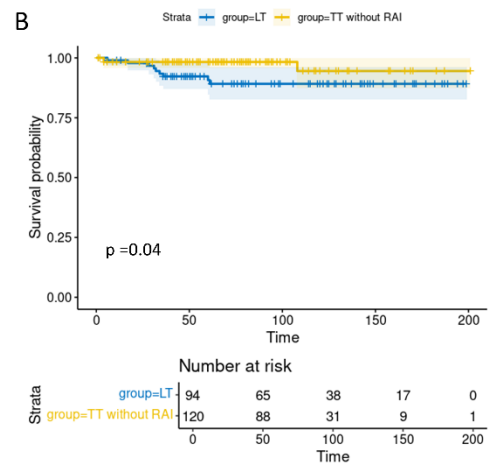 B
Strata group=LT group=TT without RAI
1.00
0.75
0.50
0.25
0.00
Survival probability
p =0.04
0 50 100 150 200
Time
Number at risk
Strata
group=LT 94 65 38 17 0
group=TT without RAI 120 88 31 9 1
0 50 100 150 200
Time